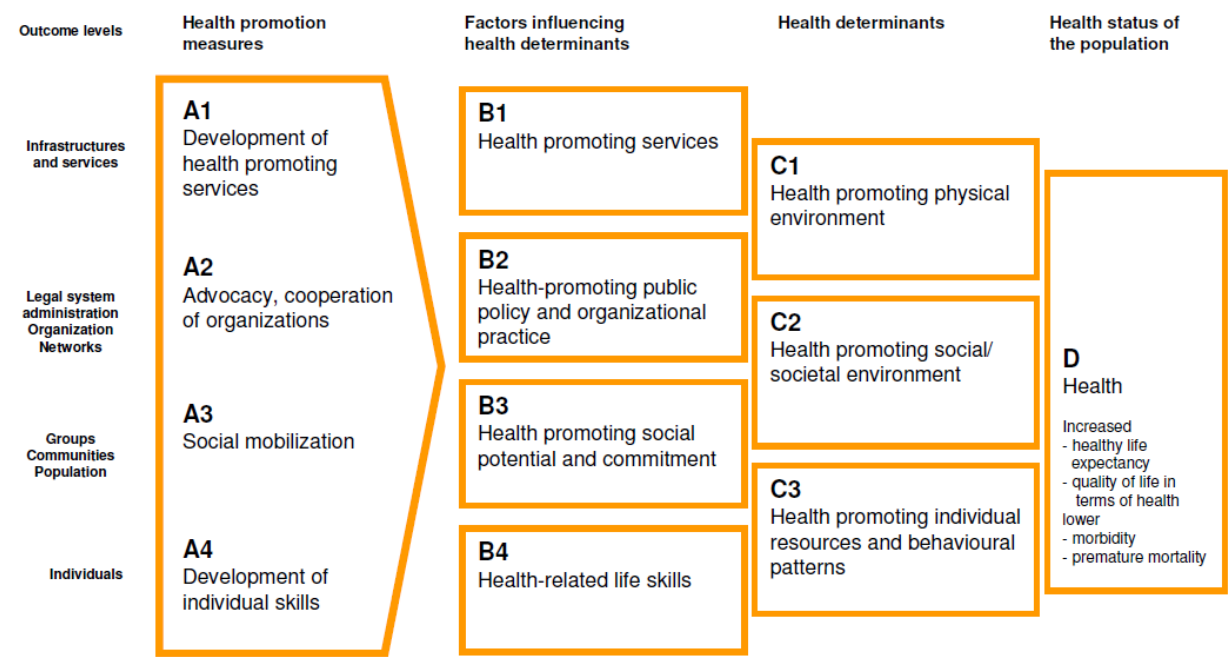 Outcome levels
Health promotion
measures
Factors influencing
health determinants
Health determinants
Health status of
the population
Infrastructures
and services
Legal system
administration
Organization
Networks
Groups
Communities
Population
Individuals
A1
Development of
health promoting
services
A2
Advocacy, cooperation
of organizations
A3
Social mobilization
A4
Development of
individual skills
B1
Health promoting services
B2
Health-promoting public
policy and organizational
practice
B3
Health promoting social
potential and commitment
B4
Health-related life skills
C1
Health promoting physical
environment
C2
Health promoting social/
societal environment
C3
Health promoting individual
resources and behavioural
patterns
D
Health
Increased
- healthy life
expectancy
- quality of life in
terms of health
lower
- morbidity
- premature mortality